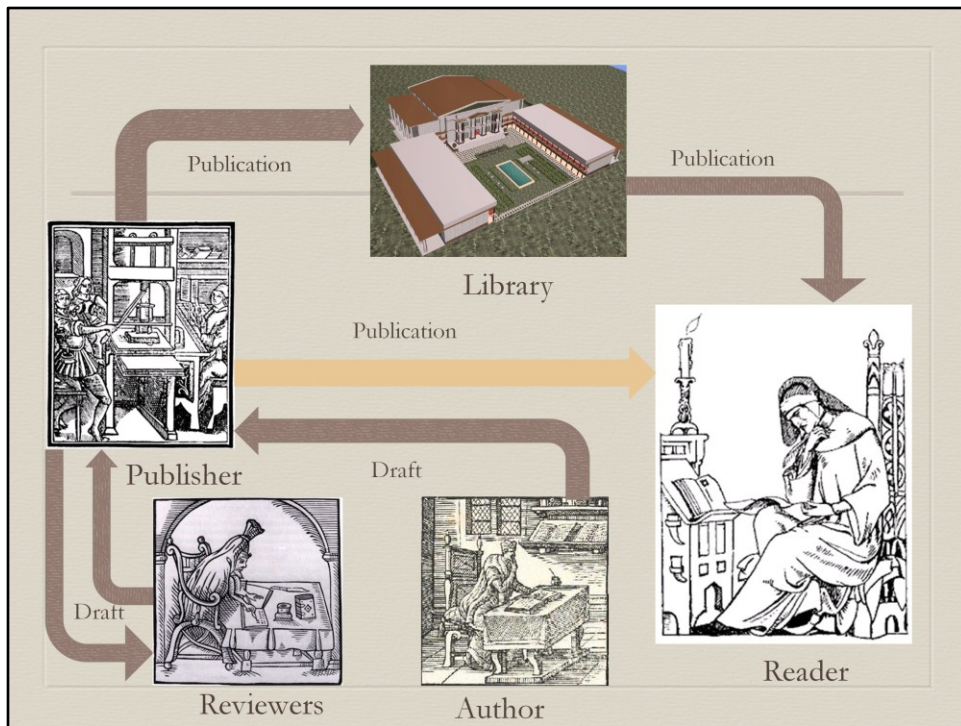 Publication
Publication
Library
Publication
Publisher
Draft
Draft
Reader
Reviewers
Author